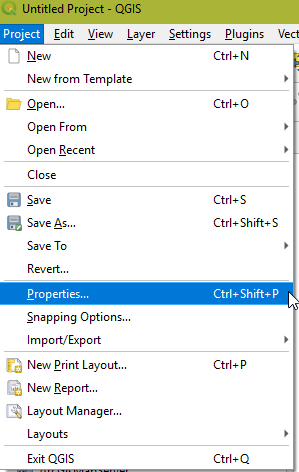 Untitled Project - QGIS
Project Edit View Layer Settings Plugins Vect
New Ctrl+N
New from Template
Open... Ctrl+O
Open From
Open Recent
Close
Save Ctrl+S
Save As... Ctrl+Shift+S
Save To
Revert...
Properties... Ctrl+Shift+P
Snapping Options...
Import/Export
New Print Layout... Ctrl+P
New Report...
Layout Manager...
Layouts
Exit QGIS Ctrl+Q